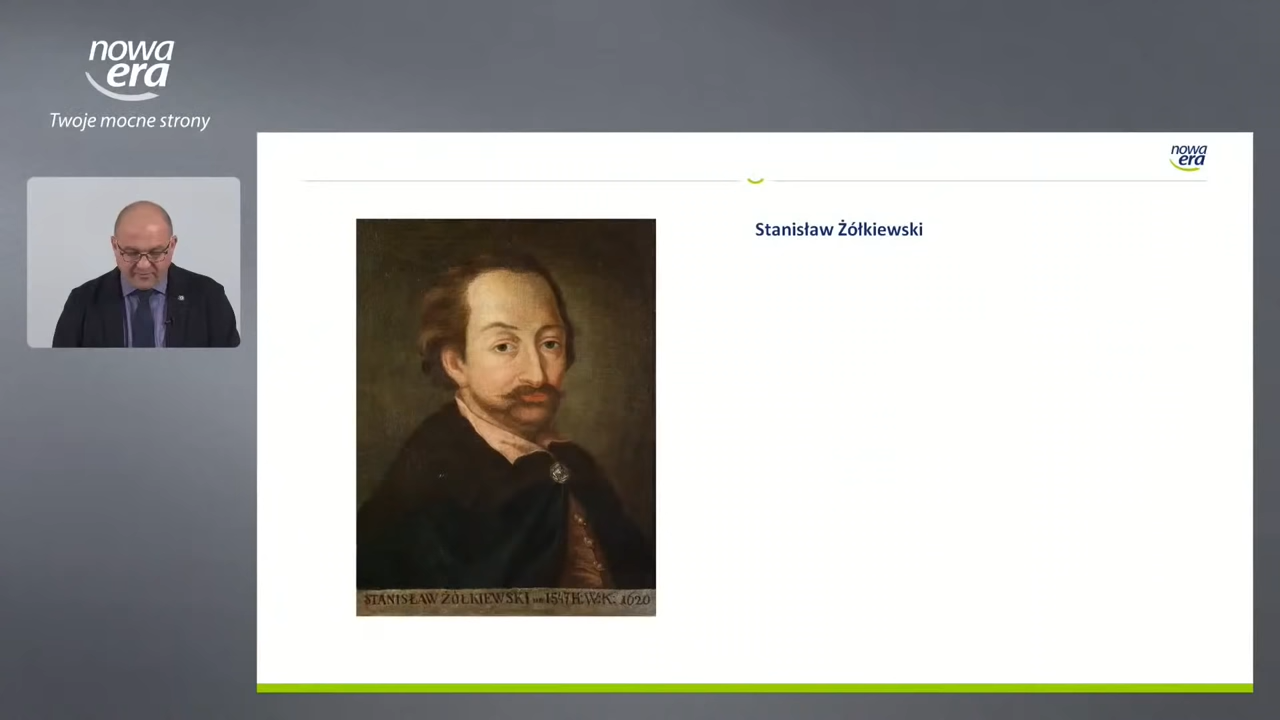 nowa
era
Twoje mocne strony
nowa
era
Stanisław Żółkiewski
STANISŁAW ŻÓŁKIEWSKI 1547 H.W.K. 1620